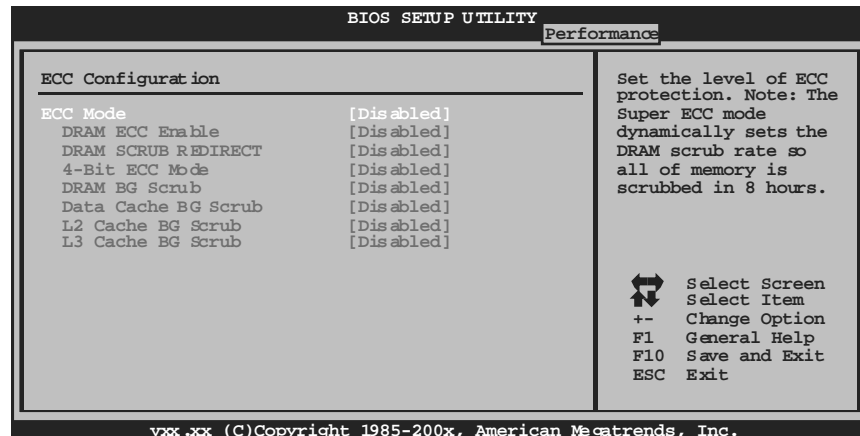 BIOS SETUP UTILITY
Performance
ECC Configuration
ECC Mode [Disabled]
DRAM ECC Enable [Disabled]
DRAM SCRUB REDIRECT [Disabled]
4-Bit ECC Mode [Disabled]
DRAM BG Scrub [Disabled]
Data Cache BG Scrub [Disabled]
L2 Cache BG Scrub [Disabled]
L3 Cache BG Scrub [Disabled]
Set the level of ECC
protection. Note: The
Super ECC mode
dynamically sets the
DRAM scrub rate so
all of memory is
scrubbed in 8 hours.
Select Screen
Select Item
+- Change Option
F1 General Help
F10 Save and Exit
ESC Exit
vxx.xx (C)Copyright 1985-200x, American Megatrends, Inc.